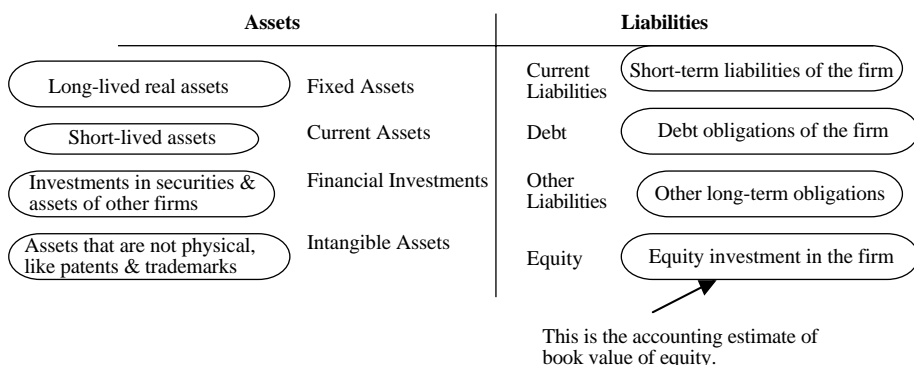 Assets Liabilities
Long-lived real assets Fixed Assets Current Liabilities Short-term liabilities of the firm
Short-lived assets Current Assets Debt Debt obligations of the firm
Investments in securities &
assets of other firms
Financial Investments
Other
Liabilities
Other long-term obligations
Assets that are not physical,
like patents & trademarks
Intangible Assets
Equity
Equity investment in the firm
This is the accounting estimate of
book value of equity.